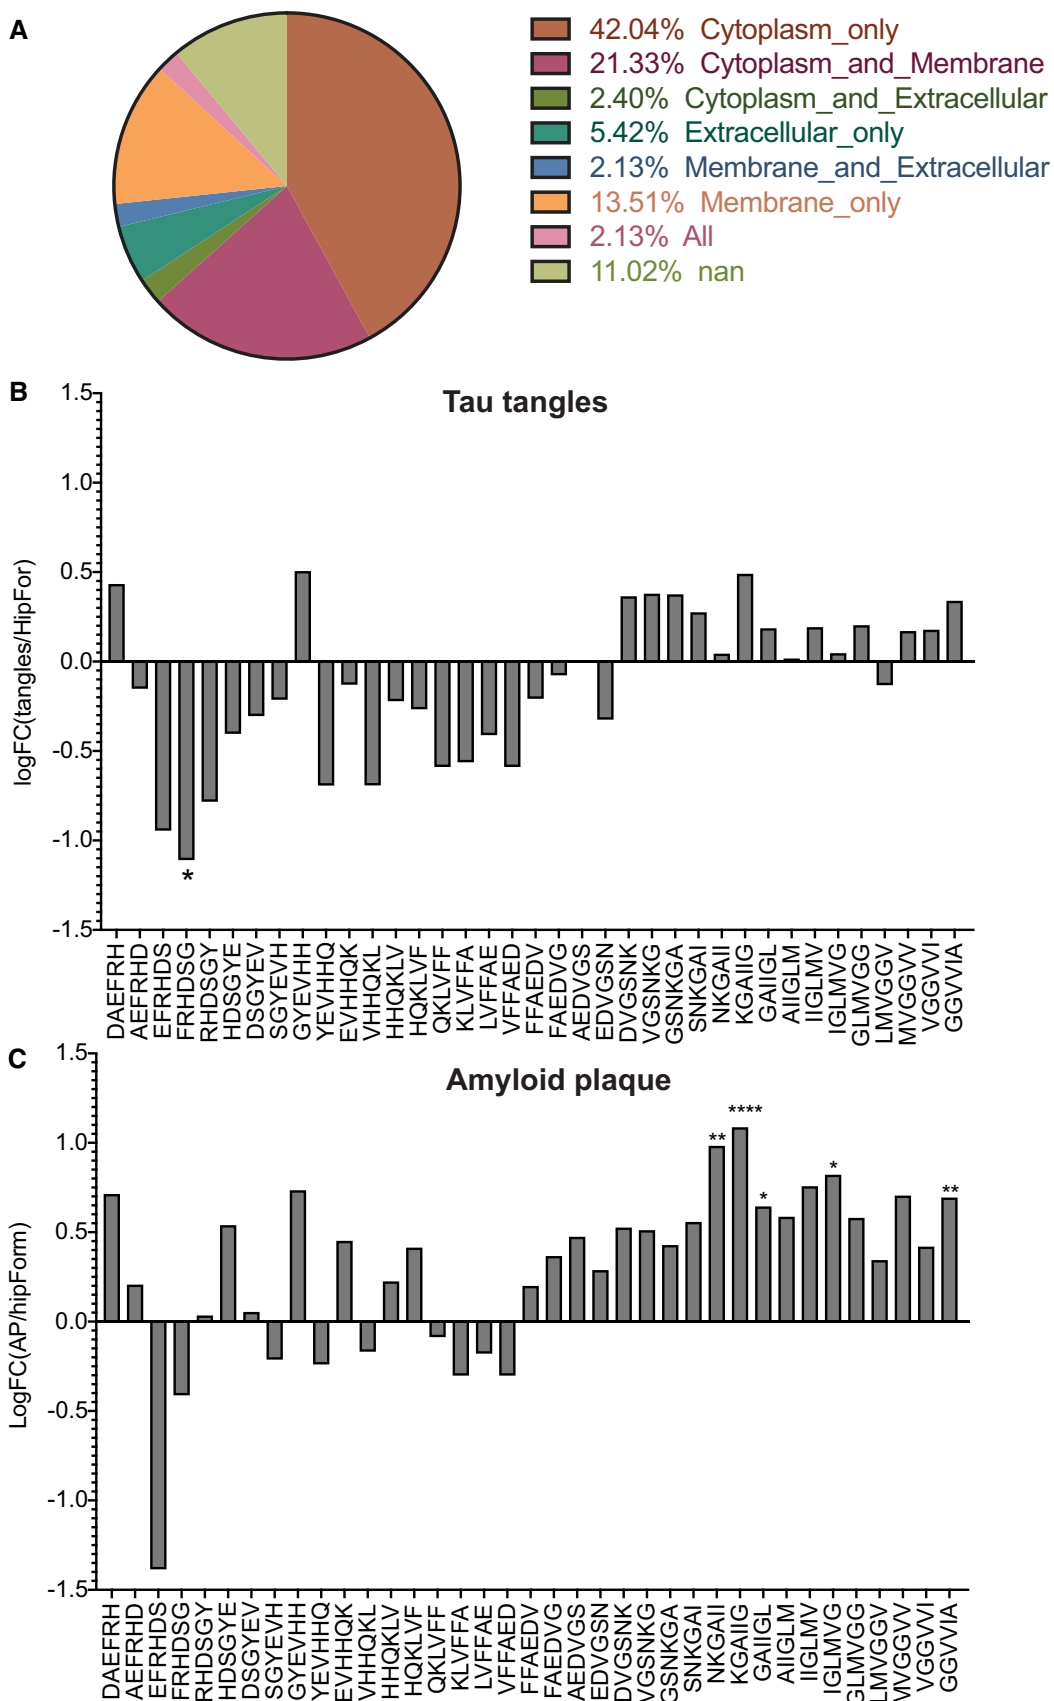 A
42.04% Cytoplasm_only
21.33% Cytoplasm_and_Membrane
2.40% Cytoplasm_and_Extracellular
5.42% Extracellular_only
2.13% Membrane_and_Extracellular
13.51% Membrane_only
2.13% All
11.02% nan
B
Tau tangles
logFC(tangles/HipFor)
1.5
1.0
0.5
0.0
-0.5
-1.0
-1.5
*
DAEFRH
AEFRHD
EFRHDS
FRHDSG
RHDSGY
HDSGYE
DSGYEV
SGYEVH
GYEVHH
YEVHHQ
EVHHQK
VHHQKL
HHQKLV
HQKLVF
QKLVFF
KLVFFA
LVFFAE
VFFAED
FFAEDV
FAEDVG
AEDVGS
EDVGSN
DVGSNK
VGSNKG
GSNKGA
SNKGAI
NKGAII
KGAIIG
GAIIGL
AIIGLM
IIGLMV
IGLMVG
GLMVGG
LMVGGV
MVGGVV
VGGVVI
GGVVIA
C
Amyloid plaque
LogFC(AP/hipForm)
1.5
1.0
0.5
0.0
-0.5
-1.0
-1.5
**
****
*
*
**
DAEFRH
AEFRHD
EFRHDS
FRHDSG
RHDSGY
HDSGYE
DSGYEV
SGYEVH
GYEVHH
YEVHHQ
EVHHQK
VHHQKL
HHQKLV
HQKLVF
QKLVFF
KLVFFA
LVFFAE
VFFAED
FFAEDV
FAEDVG
AEDVGS
EDVGSN
DVGSNK
VGSNKG
GSNKGA
SNKGAI
NKGAII
KGAIIG
GAIIGL
AIIGLM
IIGLMV
IGLMVG
GLMVGG
LMVGGV
MVGGVV
VGGVVI
GGVVIA